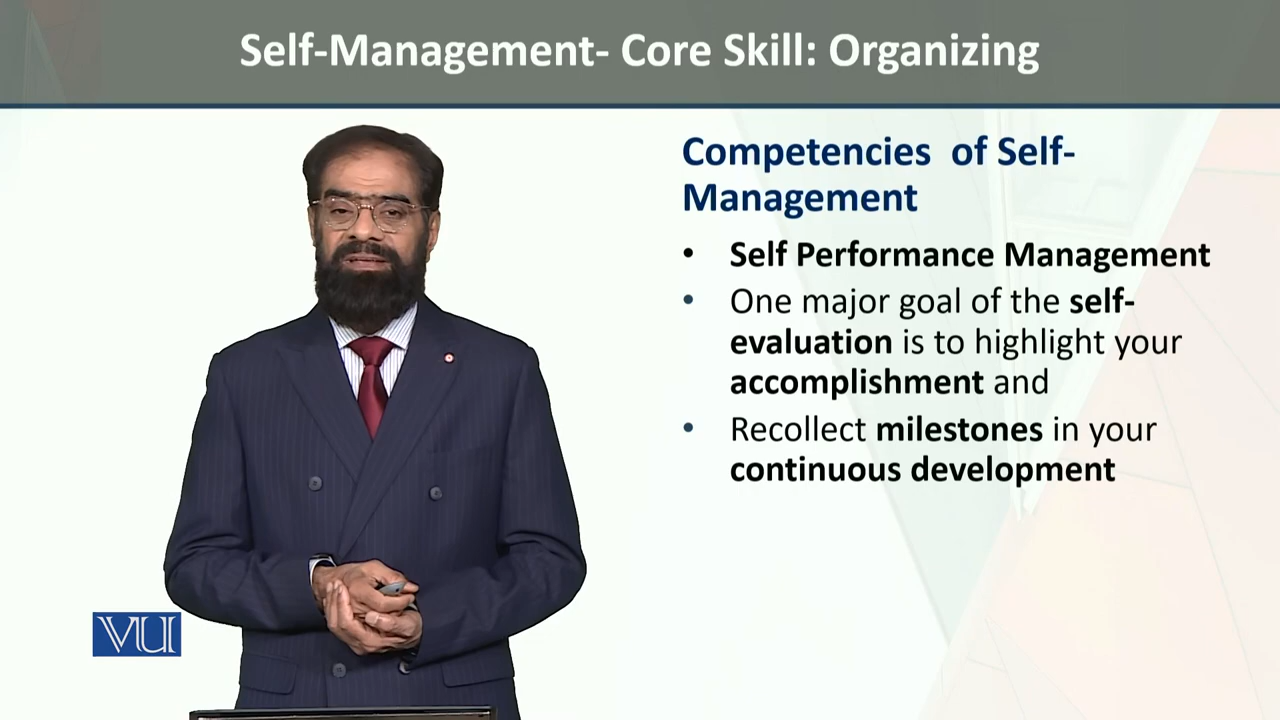 Self-Management- Core Skill: Organizing
Competencies of Self-
Management
• Self Performance Management
• One major goal of the self-
evaluation is to highlight your
accomplishment and
• Recollect milestones in your
continuous development
VU